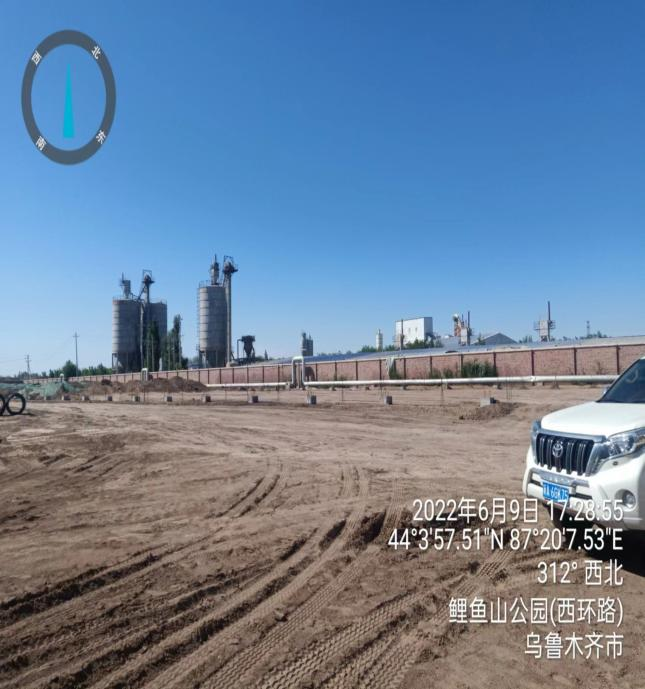 西 北
南 东
2022年6月9日 17:28:55
44°3'57.51"N 87°20'7.53"E
312° 西北
鲤鱼山公园(西环路)
乌鲁木齐市